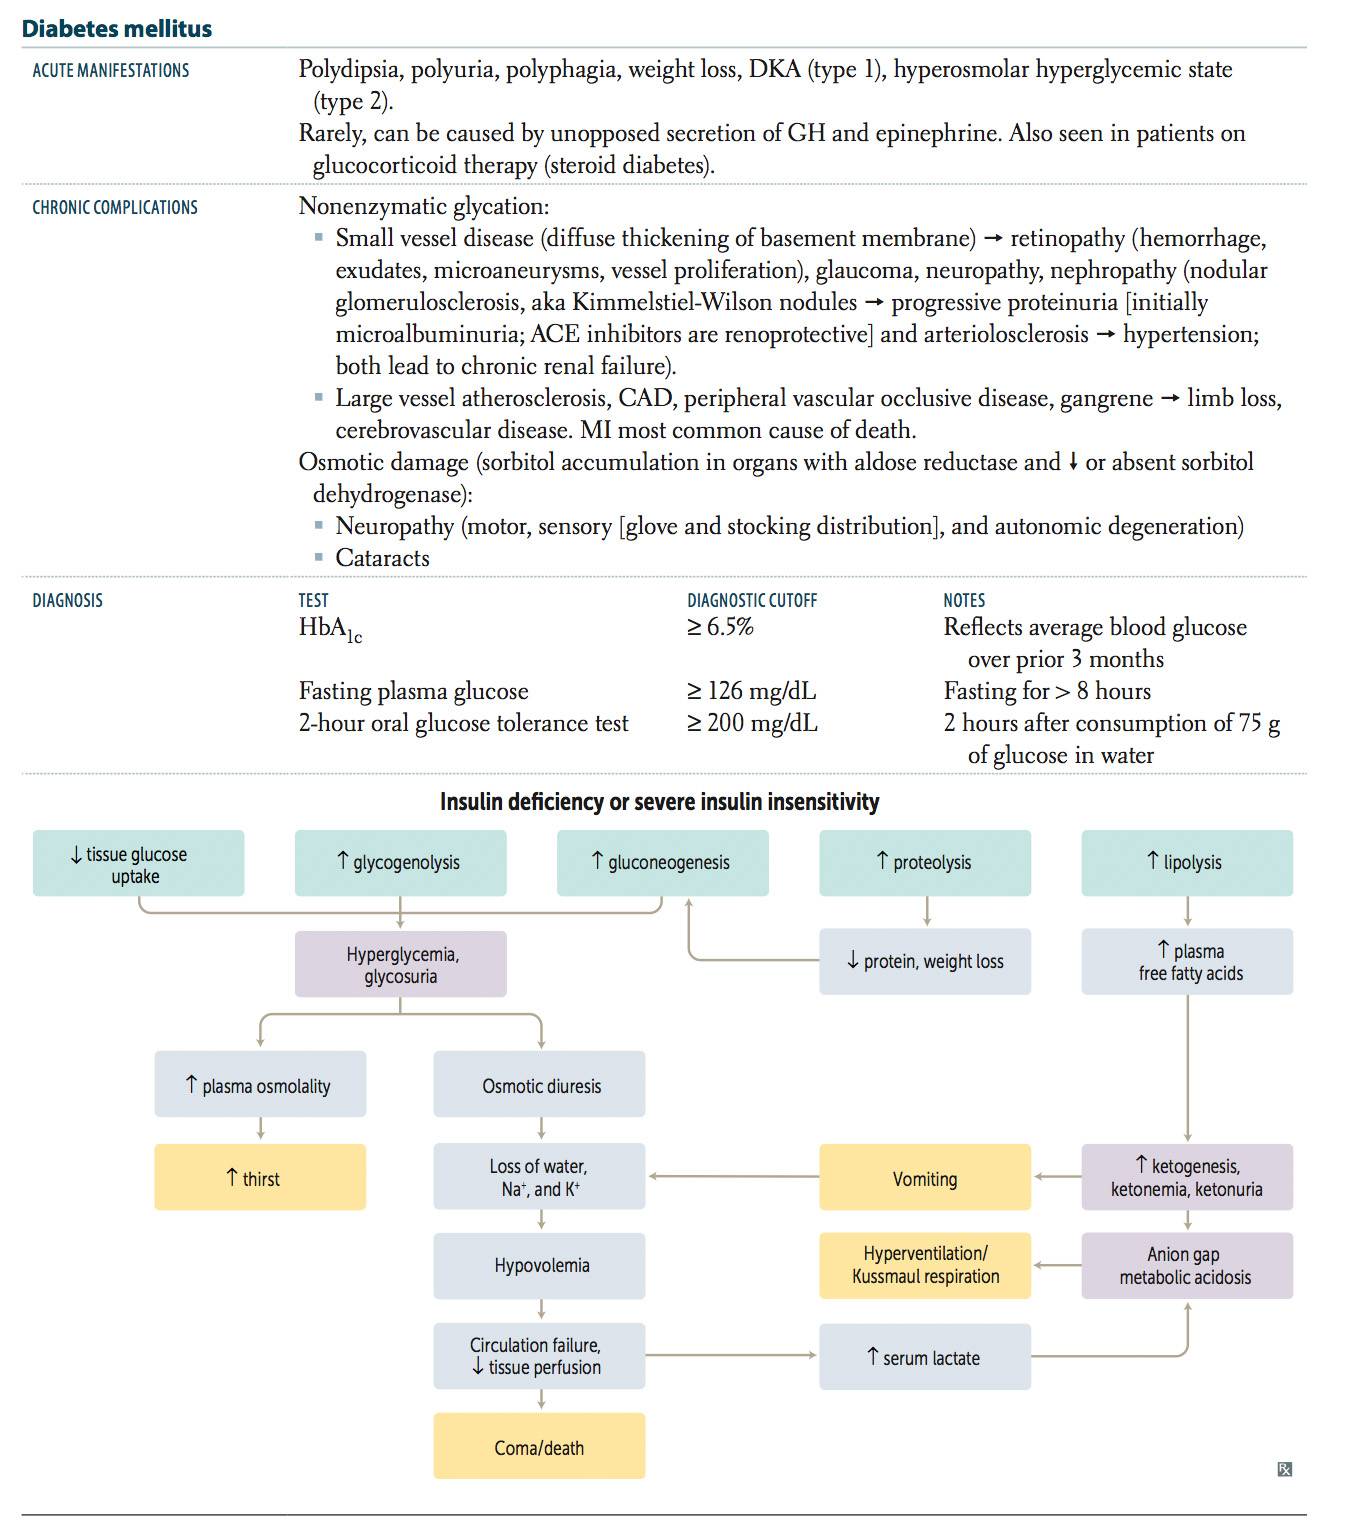 Diabetes mellitus
ACUTE MANIFESTATIONS
Polydipsia, polyuria, polyphagia, weight loss, DKA (type 1), hyperosmolar hyperglycemic state
(type 2).
Rarely, can be caused by unopposed secretion of GH and epinephrine. Also seen in patients on
glucocorticoid therapy (steroid diabetes).
CHRONIC COMPLICATIONS
Nonenzymatic glycation:
▪ Small vessel disease (diffuse thickening of basement membrane) → retinopathy (hemorrhage,
exudates, microaneurysms, vessel proliferation), glaucoma, neuropathy, nephropathy (nodular
glomerulosclerosis, aka Kimmelstiel-Wilson nodules → progressive proteinuria [initially
microalbuminuria; ACE inhibitors are renoprotective] and arteriolosclerosis → hypertension;
both lead to chronic renal failure).
▪ Large vessel atherosclerosis, CAD, peripheral vascular occlusive disease, gangrene → limb loss,
cerebrovascular disease. MI most common cause of death.
Osmotic damage (sorbitol accumulation in organs with aldose reductase and ↓ or absent sorbitol
dehydrogenase):
▪ Neuropathy (motor, sensory [glove and stocking distribution], and autonomic degeneration)
▪ Cataracts
DIAGNOSIS
TEST DIAGNOSTIC CUTOFF NOTES
HbA1c ≥ 6.5% Reflects average blood glucose
over prior 3 months
Fasting plasma glucose ≥ 126 mg/dL Fasting for > 8 hours
2-hour oral glucose tolerance test ≥ 200 mg/dL 2 hours after consumption of 75 g
of glucose in water
Insulin deficiency or severe insulin insensitivity
↓ tissue glucose
uptake
↑ glycogenolysis
↑ gluconeogenesis
↑ proteolysis
↑ lipolysis
Hyperglycemia,
glycosuria
↓ protein, weight loss
↑ plasma
free fatty acids
↑ plasma osmolality
Osmotic diuresis
↑ thirst
Loss of water,
Na⁺, and K⁺
Vomiting
↑ ketogenesis,
ketonemia, ketonuria
Hypovolemia
Hyperventilation/
Kussmaul respiration
Anion gap
metabolic acidosis
Circulation failure,
↓ tissue perfusion
↑ serum lactate
Coma/death
℞